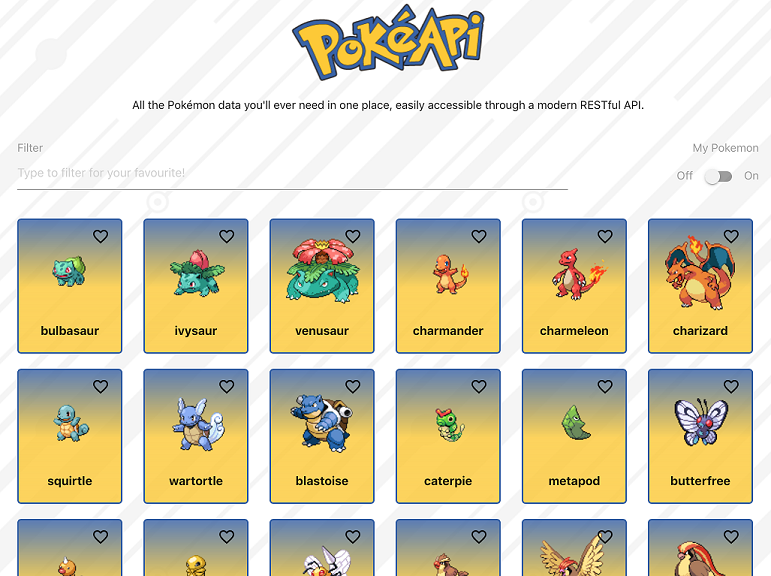 PokéApi
All the Pokémon data you'll ever need in one place, easily accessible through a modern RESTful API.
Filter
My Pokemon
Type to filter for your favourite!
Off On
bulbasaur ivysaur venusaur charmander charmeleon charizard
squirtle wartortle blastoise caterpie metapod butterfree